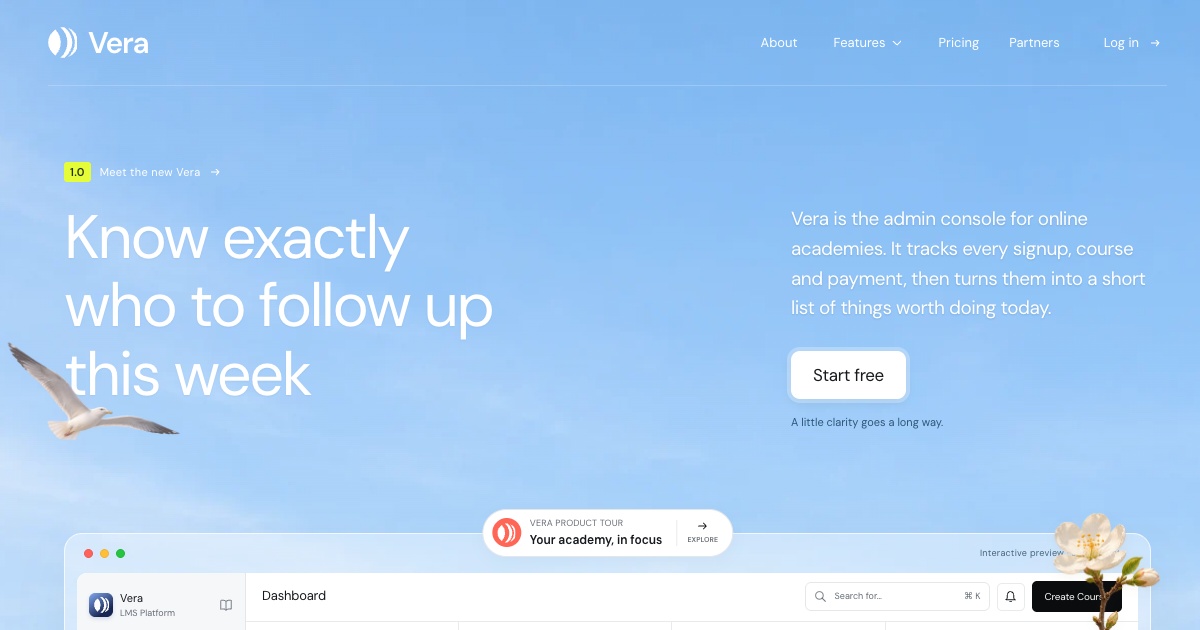 Vera
About
Features
Pricing
Partners
Log in →
1.0 Meet the new Vera →
Know exactly
who to follow up
this week
Vera is the admin console for online
academies. It tracks every signup, course
and payment, then turns them into a short
list of things worth doing today.
Start free
A little clarity goes a long way.
VERA PRODUCT TOUR
Your academy, in focus
→
EXPLORE
Interactive preview
Vera
LMS Platform
Dashboard
Search for...
⌘ K
Create